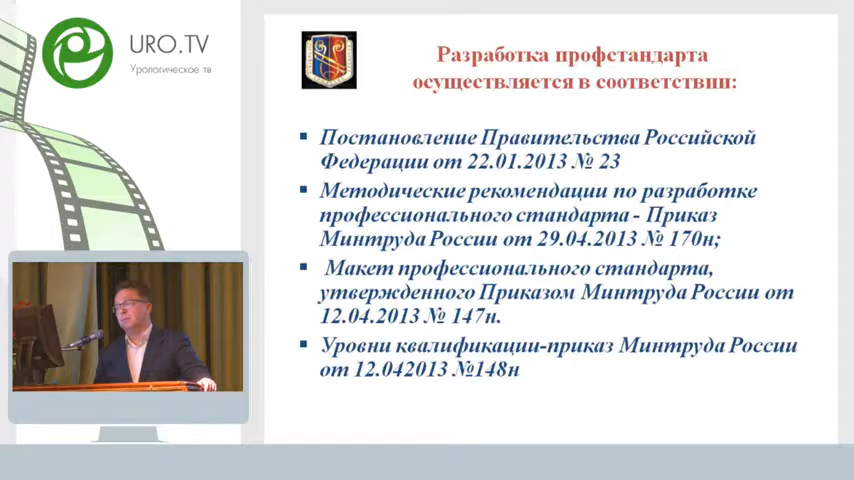 URO.TV
Урологическое тв
Разработка профстандарта
осуществляется в соответствии:
Постановление Правительства Российской
Федерации от 22.01.2013 № 23
Методические рекомендации по разработке
профессионального стандарта - Приказ
Минтруда России от 29.04.2013 № 170н;
Макет профессионального стандарта,
утвержденного Приказом Минтруда России от
12.04.2013 № 147н.
Уровни квалификации-приказ Минтруда России
от 12.042013 №148н